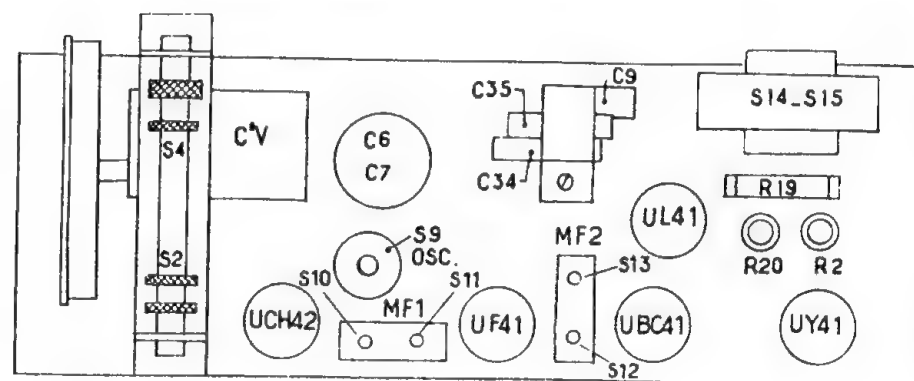 C9
C35
S14_S15
C V
C6
S4
C7
C34
R19
UL41
S9
OSC.
MF2
S2
S13
R20
R2
S10
S11
MF1
UCH42
UF41
UBC41
UY41
S12